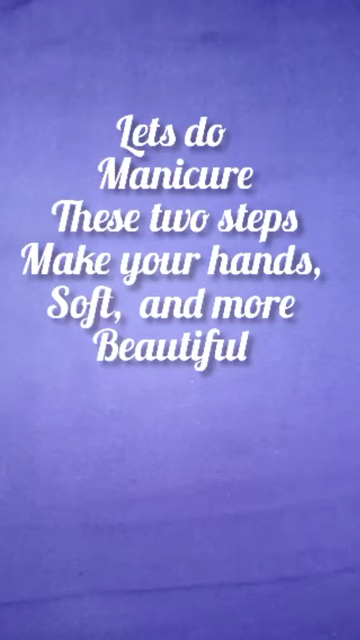 Lets do
Manicure
These two steps
Make your hands,
Soft, and more
Beautiful